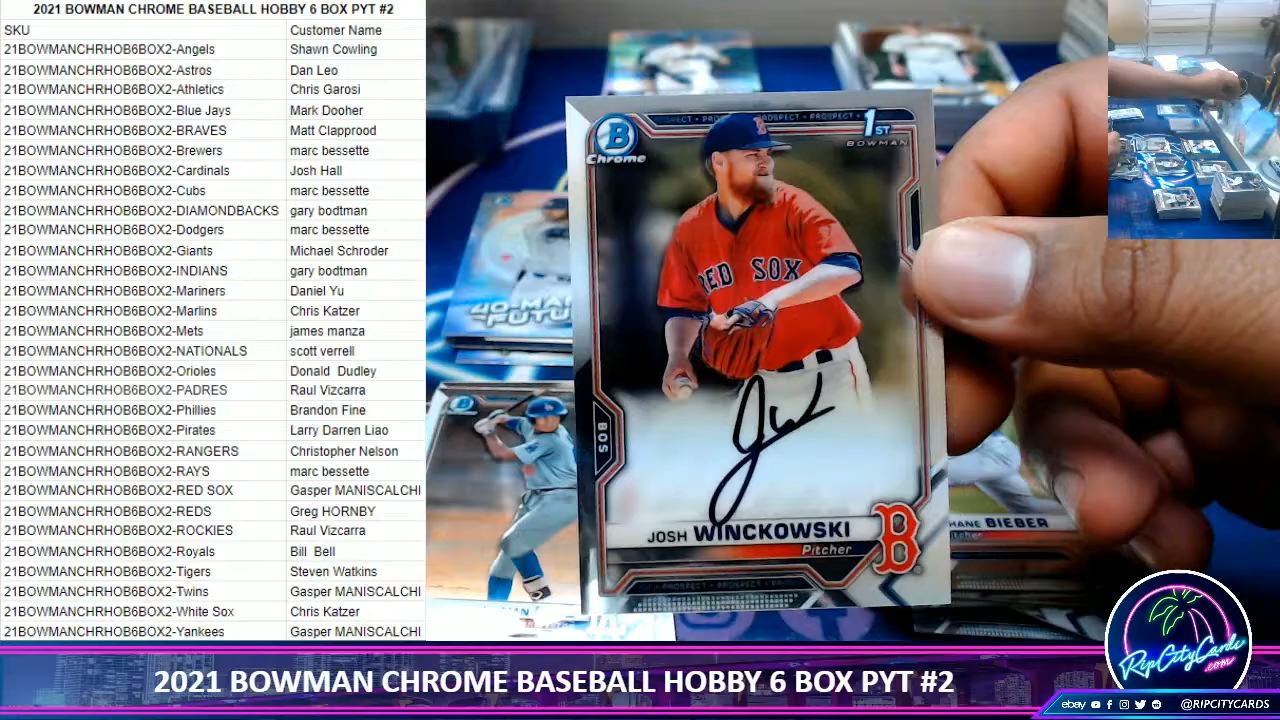 2021 BOWMAN CHROME BASEBALL HOBBY 6 BOX PYT #2
SKU Customer Name
21BOWMANCHRHOB6BOX2-Angels Shawn Cowling
21BOWMANCHRHOB6BOX2-Astros Dan Leo
21BOWMANCHRHOB6BOX2-Athletics Chris Garosi
21BOWMANCHRHOB6BOX2-Blue Jays Mark Dooher
21BOWMANCHRHOB6BOX2-BRAVES Matt Clapprood
21BOWMANCHRHOB6BOX2-Brewers marc bessette
21BOWMANCHRHOB6BOX2-Cardinals Josh Hall
21BOWMANCHRHOB6BOX2-Cubs marc bessette
21BOWMANCHRHOB6BOX2-DIAMONDBACKS gary bodtman
21BOWMANCHRHOB6BOX2-Dodgers marc bessette
21BOWMANCHRHOB6BOX2-Giants Michael Schroder
21BOWMANCHRHOB6BOX2-INDIANS gary bodtman
21BOWMANCHRHOB6BOX2-Mariners Daniel Yu
21BOWMANCHRHOB6BOX2-Marlins Chris Katzer
21BOWMANCHRHOB6BOX2-Mets james manza
21BOWMANCHRHOB6BOX2-NATIONALS scott verrell
21BOWMANCHRHOB6BOX2-Orioles Donald Dudley
21BOWMANCHRHOB6BOX2-PADRES Raul Vizcarra
21BOWMANCHRHOB6BOX2-Phillies Brandon Fine
21BOWMANCHRHOB6BOX2-Pirates Larry Darren Liao
21BOWMANCHRHOB6BOX2-RANGERS Christopher Nelson
21BOWMANCHRHOB6BOX2-RAYS marc bessette
21BOWMANCHRHOB6BOX2-RED SOX Gasper MANISCALCHI
21BOWMANCHRHOB6BOX2-REDS Greg HORNBY
21BOWMANCHRHOB6BOX2-ROCKIES Raul Vizcarra
21BOWMANCHRHOB6BOX2-Royals Bill Bell
21BOWMANCHRHOB6BOX2-Tigers Steven Watkins
21BOWMANCHRHOB6BOX2-Twins Gasper MANISCALCHI
21BOWMANCHRHOB6BOX2-White Sox Chris Katzer
21BOWMANCHRHOB6BOX2-Yankees Gasper MANISCALCHI
PROSPECT • PROSPECT
1ST
BOWMAN
B
Chrome
RED SOX
BOS
JOSH WINCKOWSKI
Pitcher
B
PROSPECT
40-MAN
BIEBER
RipCityCards
.com
2021 BOWMAN CHROME BASEBALL HOBBY 6 BOX PYT #2
ebay @RIPCITYCARDS